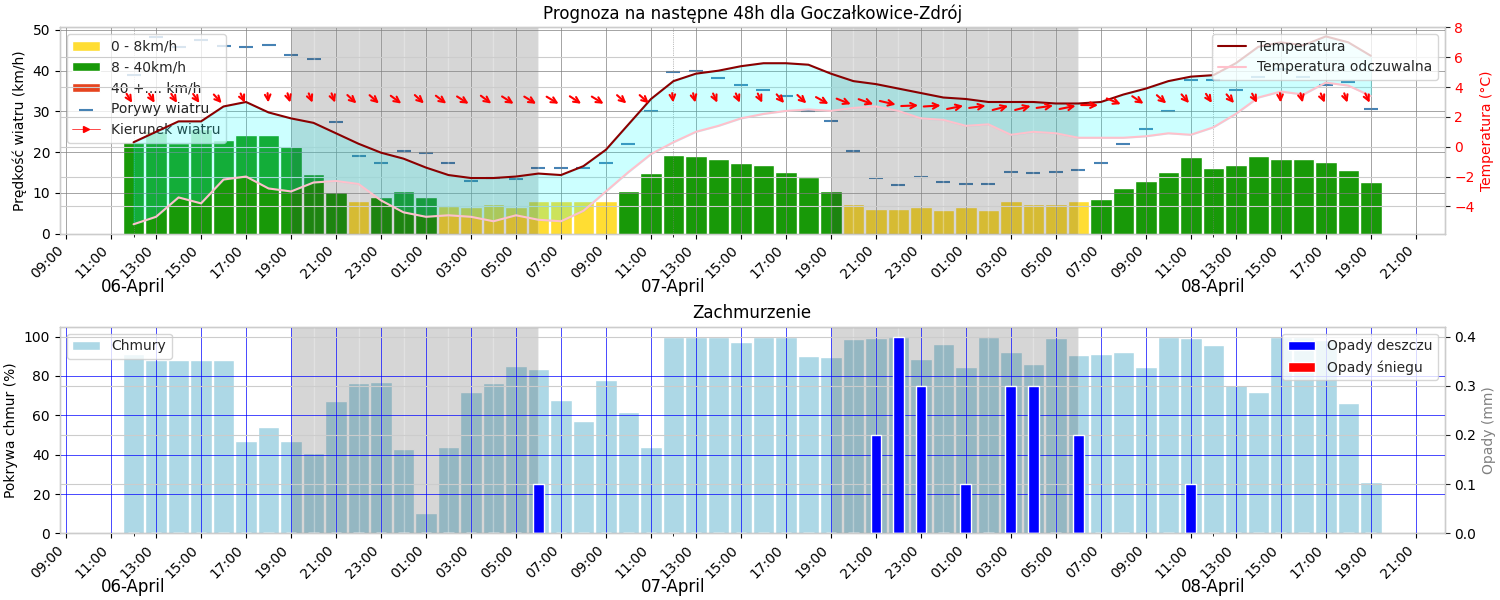 Prognoza na następne 48h dla Goczałkowice-Zdrój
Prędkość wiatru (km/h)
50
40
30
20
10
0
0 - 8km/h
8 - 40km/h
40 +.... km/h
Porywy wiatru
Kierunek wiatru
Temperatura
Temperatura odczuwalna
8
6
4
2
0
−2
−4
Temperatura (°C)
09:00 11:00 13:00 15:00 17:00 19:00 21:00 23:00 01:00 03:00 05:00 07:00 09:00 11:00 13:00 15:00 17:00 19:00 21:00 23:00 01:00 03:00 05:00 07:00 09:00 11:00 13:00 15:00 17:00 19:00 21:00
06-April 07-April 08-April
Zachmurzenie
Pokrywa chmur (%)
100
80
60
40
20
0
Chmury
Opady deszczu
Opady śniegu
0.4
0.3
0.2
0.1
0.0
Opady (mm)
09:00 11:00 13:00 15:00 17:00 19:00 21:00 23:00 01:00 03:00 05:00 07:00 09:00 11:00 13:00 15:00 17:00 19:00 21:00 23:00 01:00 03:00 05:00 07:00 09:00 11:00 13:00 15:00 17:00 19:00 21:00
06-April 07-April 08-April